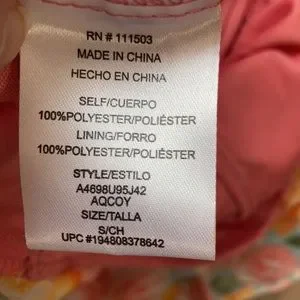 RN # 111503
MADE IN CHINA
HECHO EN CHINA
SELF/CUERPO
100%POLYESTER/POLIÉSTER
LINING/FORRO
100%POLYESTER/POLIÉSTER
STYLE/ESTILO
A4698U95J42
AQCOY
SIZE/TALLA
S/CH
UPC #194808378642